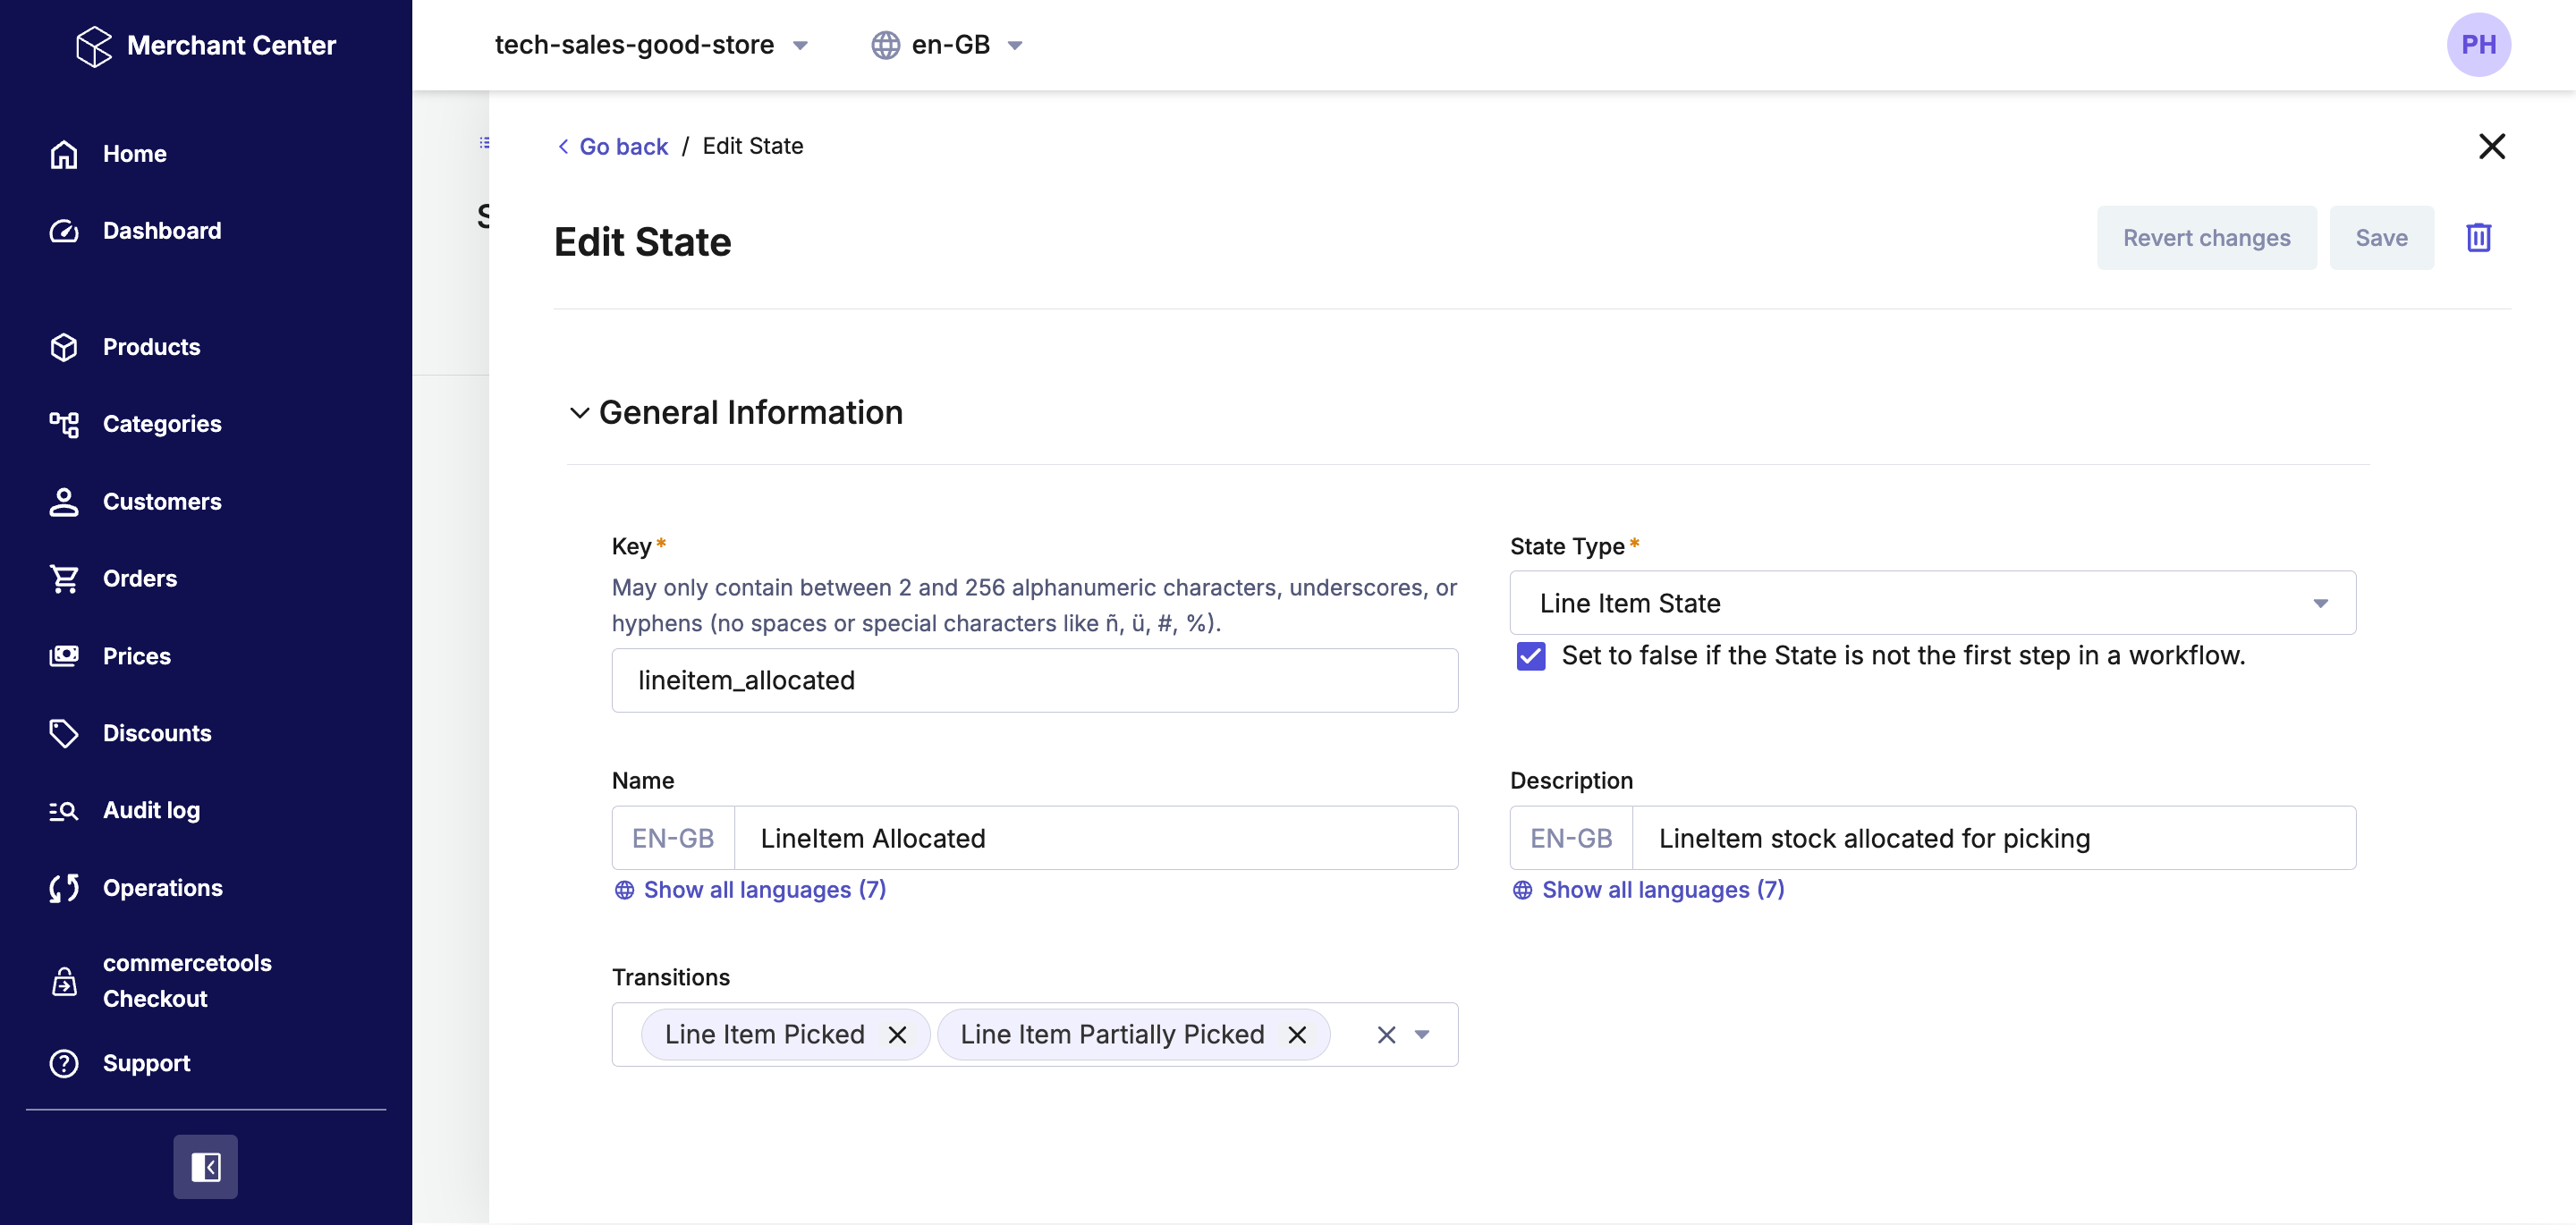 Merchant Center
tech-sales-good-store
en-GB
PH
Home
Dashboard
Products
Categories
Customers
Orders
Prices
Discounts
Audit log
Operations
commercetools
Checkout
Support
Go back / Edit State
Edit State
Revert changes
Save
General Information
Key*
May only contain between 2 and 256 alphanumeric characters, underscores, or
hyphens (no spaces or special characters like ñ, ü, #, %).
lineitem_allocated
State Type*
Line Item State
Set to false if the State is not the first step in a workflow.
Name
EN-GB LineItem Allocated
Show all languages (7)
Description
EN-GB LineItem stock allocated for picking
Show all languages (7)
Transitions
Line Item Picked
Line Item Partially Picked